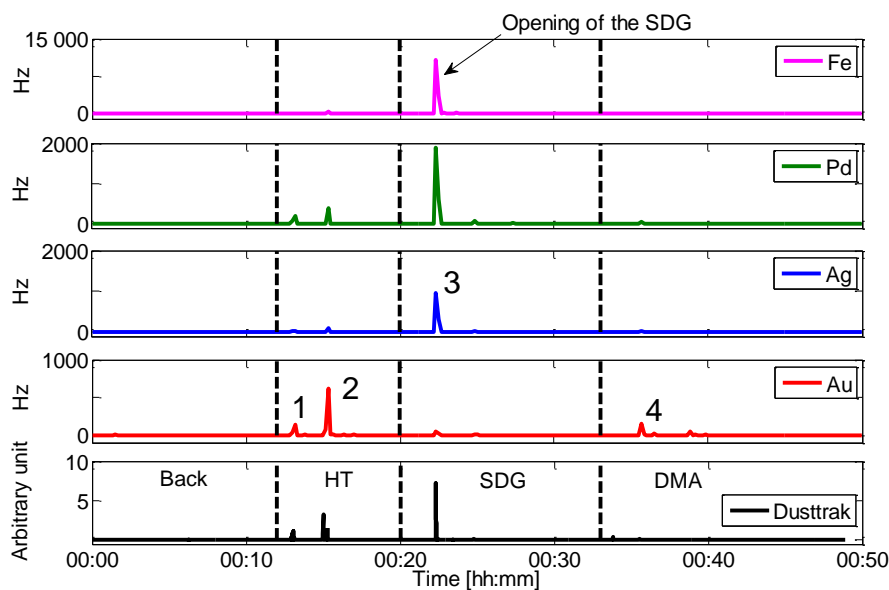 Opening of the SDG
15 000
Hz
0
Fe
2000
Hz
0
Pd
2000
Hz
0
3
Ag
1000
Hz
0
1
2
4
Au
10
5
Arbitrary unit
Back
HT
SDG
DMA
Dusttrak
00:00
00:10
00:20
00:30
00:40
00:50
Time [hh:mm]